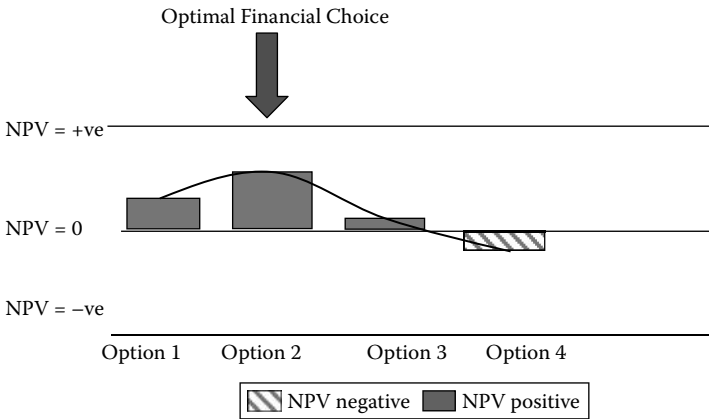 Optimal Financial Choice
NPV = +ve
NPV = 0
NPV = −ve
Option 1 Option 2 Option 3 Option 4
NPV negative NPV positive